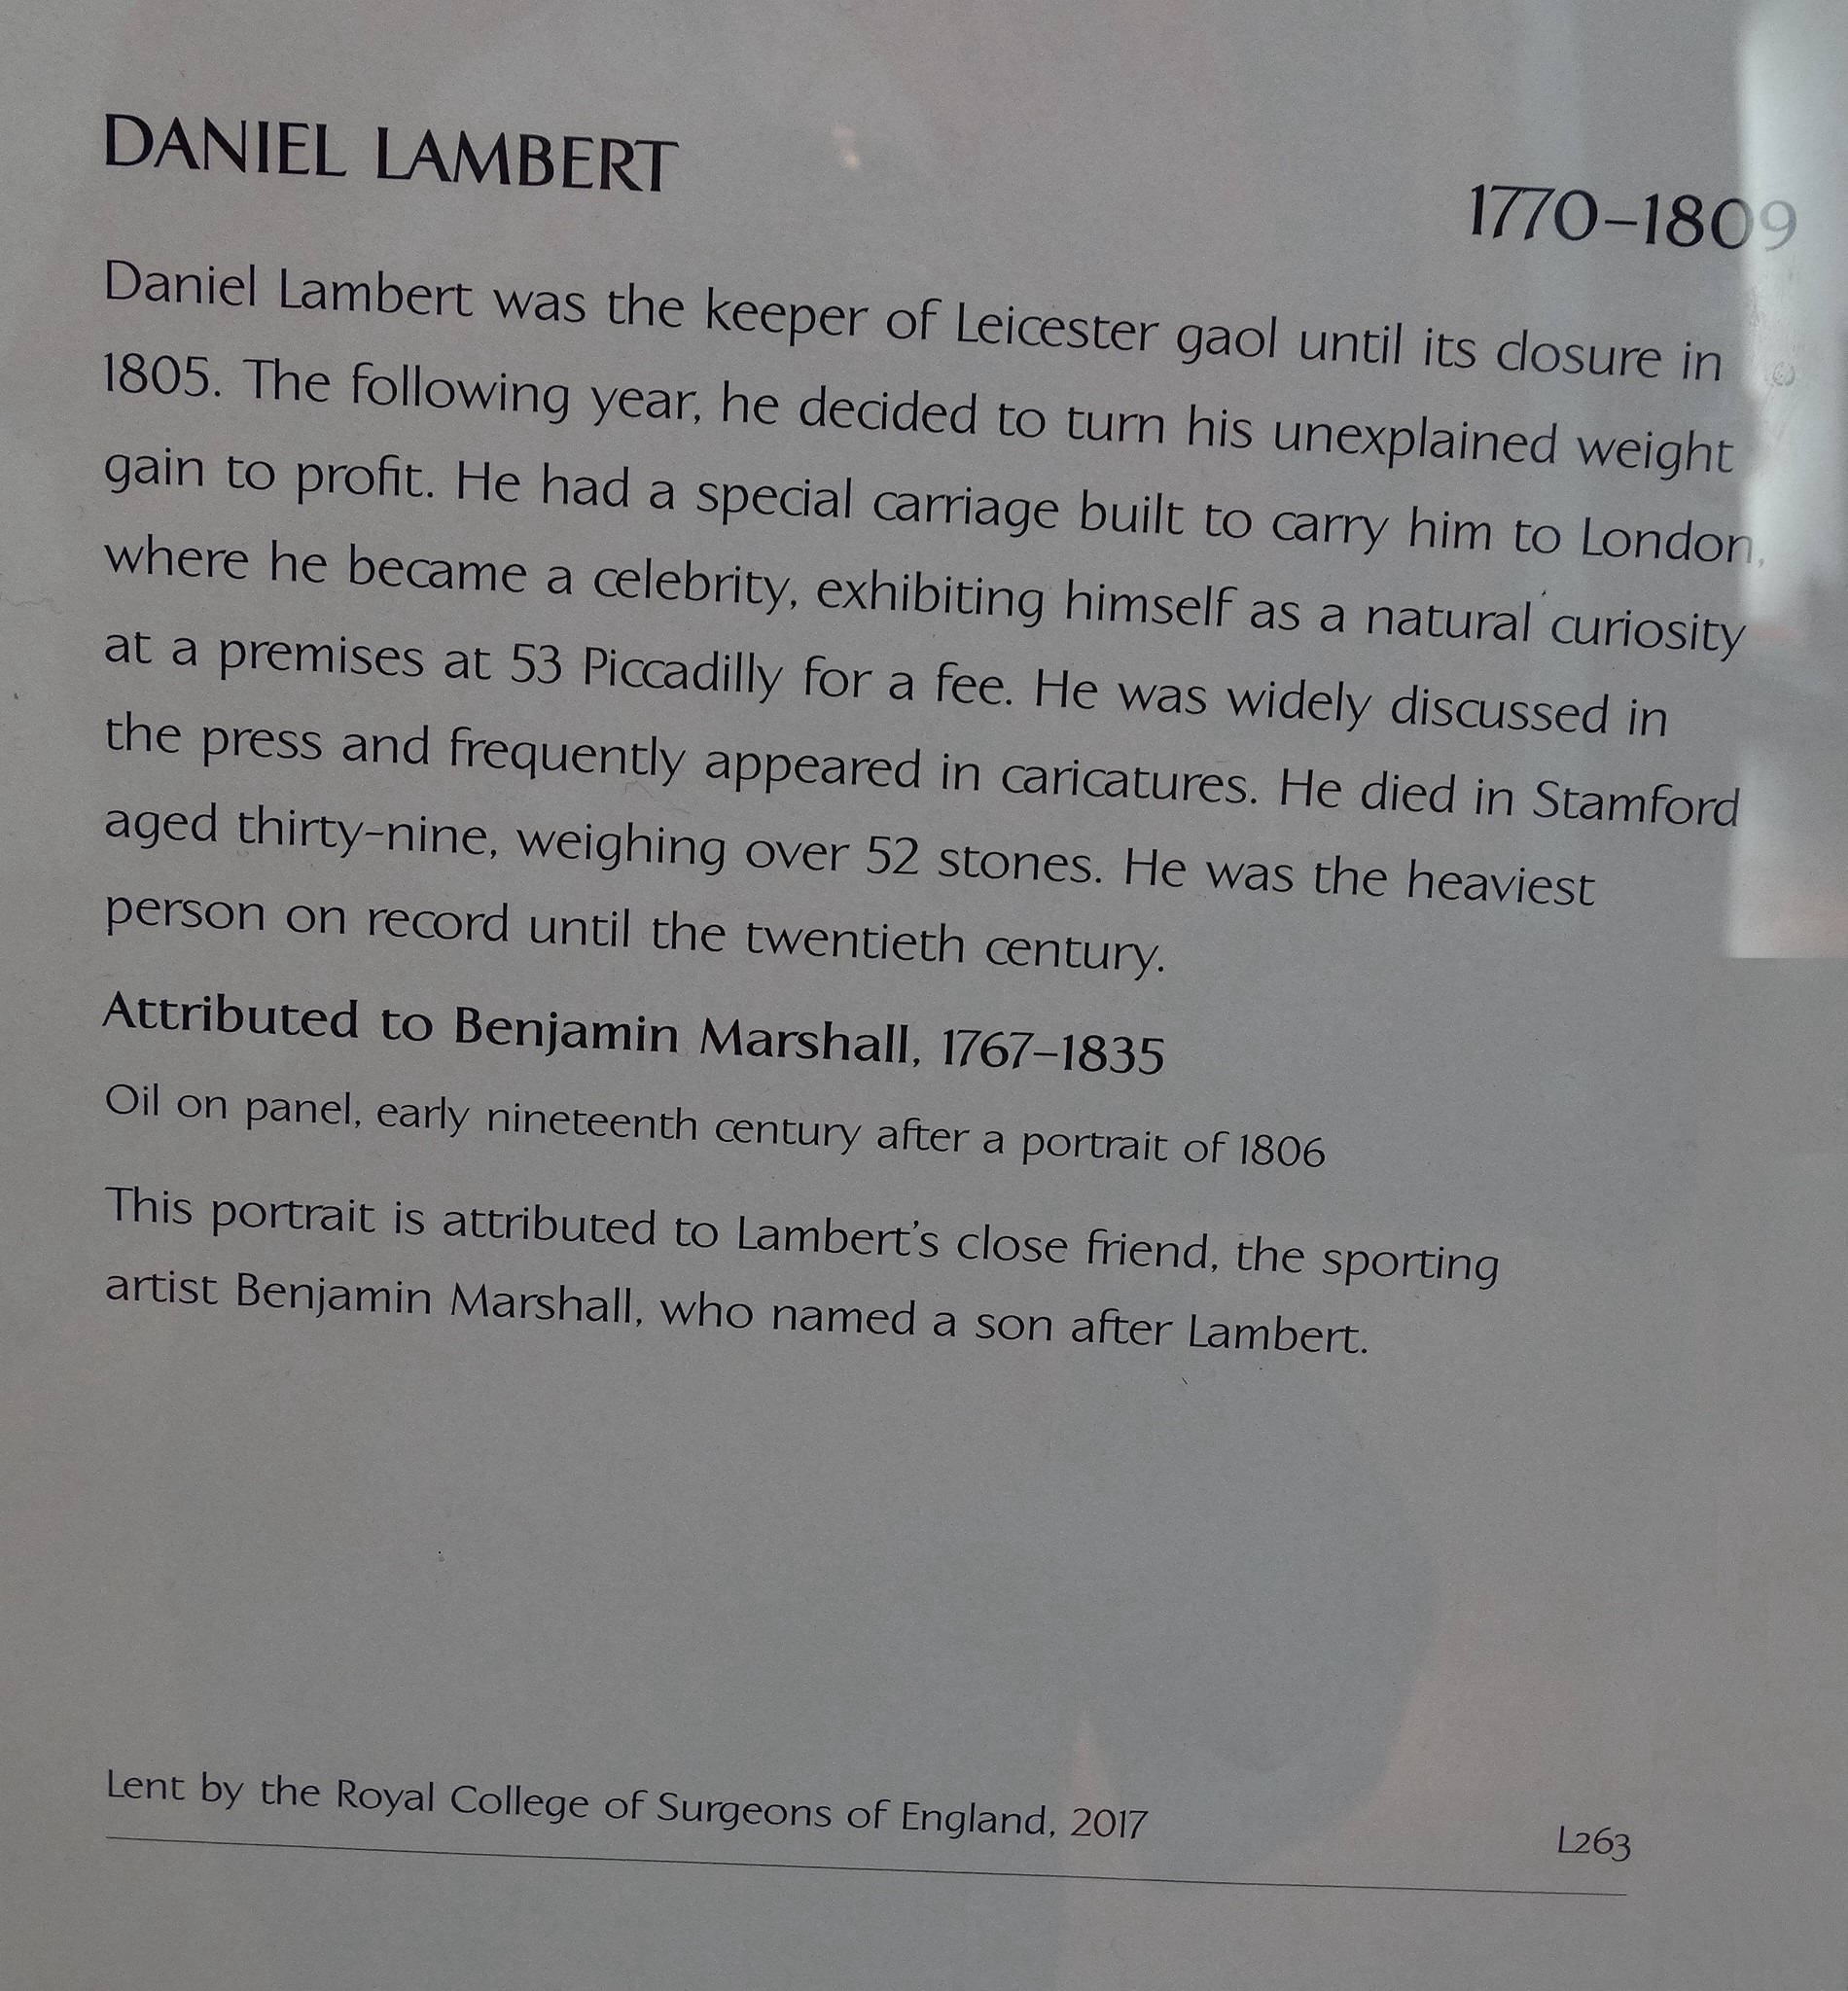 DANIEL LAMBERT
1770–1809
Daniel Lambert was the keeper of Leicester gaol until its closure in
1805. The following year, he decided to turn his unexplained weight
gain to profit. He had a special carriage built to carry him to London,
where he became a celebrity, exhibiting himself as a natural curiosity
at a premises at 53 Piccadilly for a fee. He was widely discussed in
the press and frequently appeared in caricatures. He died in Stamford
aged thirty-nine, weighing over 52 stones. He was the heaviest
person on record until the twentieth century.
Attributed to Benjamin Marshall, 1767–1835
Oil on panel, early nineteenth century after a portrait of 1806
This portrait is attributed to Lambert's close friend, the sporting
artist Benjamin Marshall, who named a son after Lambert.
Lent by the Royal College of Surgeons of England, 2017
L263